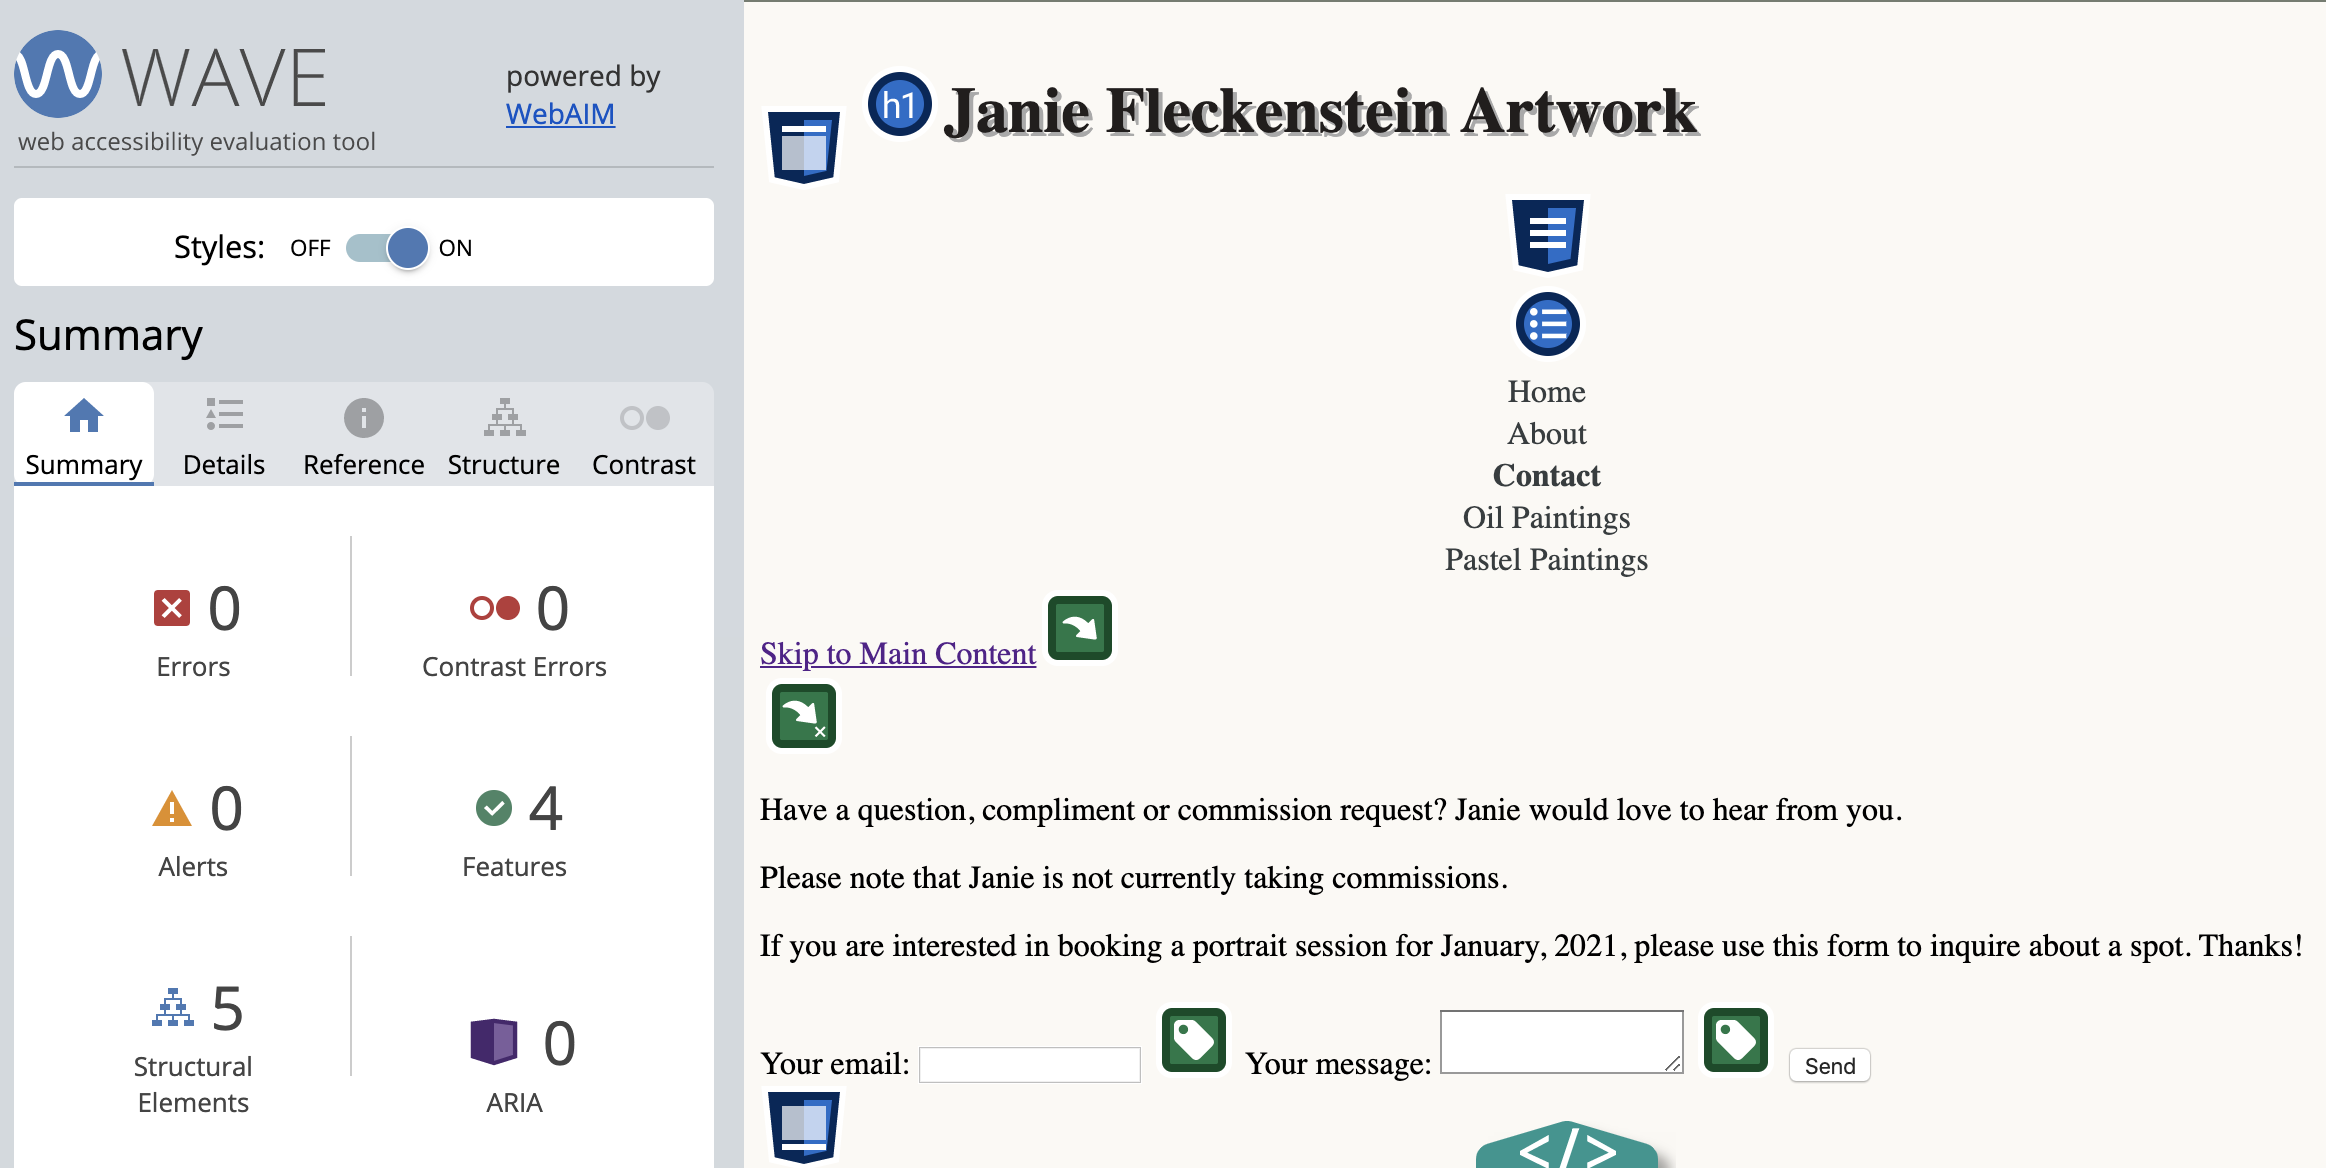 WAVE
powered by
WebAIM
web accessibility evaluation tool
Styles: OFF ON
Summary
Summary Details Reference Structure Contrast
0
Errors
0
Contrast Errors
0
Alerts
4
Features
5
Structural
Elements
0
ARIA
h1 Janie Fleckenstein Artwork
Home
About
Contact
Oil Paintings
Pastel Paintings
Skip to Main Content
Have a question, compliment or commission request? Janie would love to hear from you.
Please note that Janie is not currently taking commissions.
If you are interested in booking a portrait session for January, 2021, please use this form to inquire about a spot. Thanks!
Your email: Your message: Send
</>